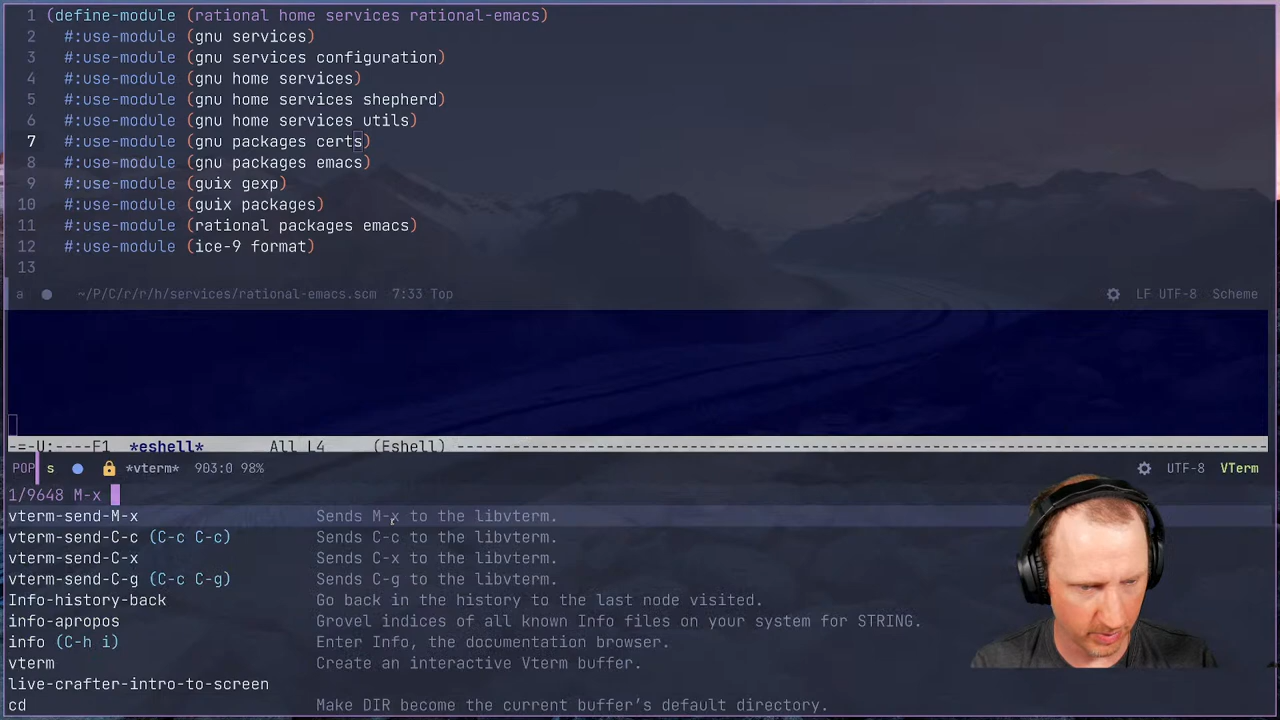 1 (define-module (rational home services rational-emacs)
2 #:use-module (gnu services)
3 #:use-module (gnu services configuration)
4 #:use-module (gnu home services)
5 #:use-module (gnu home services shepherd)
6 #:use-module (gnu home services utils)
7 #:use-module (gnu packages certs)
8 #:use-module (gnu packages emacs)
9 #:use-module (guix gexp)
10 #:use-module (guix packages)
11 #:use-module (rational packages emacs)
12 #:use-module (ice-9 format)
13
a ~/P/C/r/r/h/services/rational-emacs.scm 7:33 Top LF UTF-8 Scheme
-=-U:----F1 *eshell* All L4 (Eshell) --------------------------------------------------------------------------------------
POP s *vterm* 903:0 98% UTF-8 VTerm
1/9648 M-x
vterm-send-M-x Sends M-x to the libvterm.
vterm-send-C-c (C-c C-c) Sends C-c to the libvterm.
vterm-send-C-x Sends C-x to the libvterm.
vterm-send-C-g (C-c C-g) Sends C-g to the libvterm.
Info-history-back Go back in the history to the last node visited.
info-apropos Grovel indices of all known Info files on your system for STRING.
info (C-h i) Enter Info, the documentation browser.
vterm Create an interactive Vterm buffer.
live-crafter-intro-to-screen
cd Make DIR become the current buffer’s default directory.